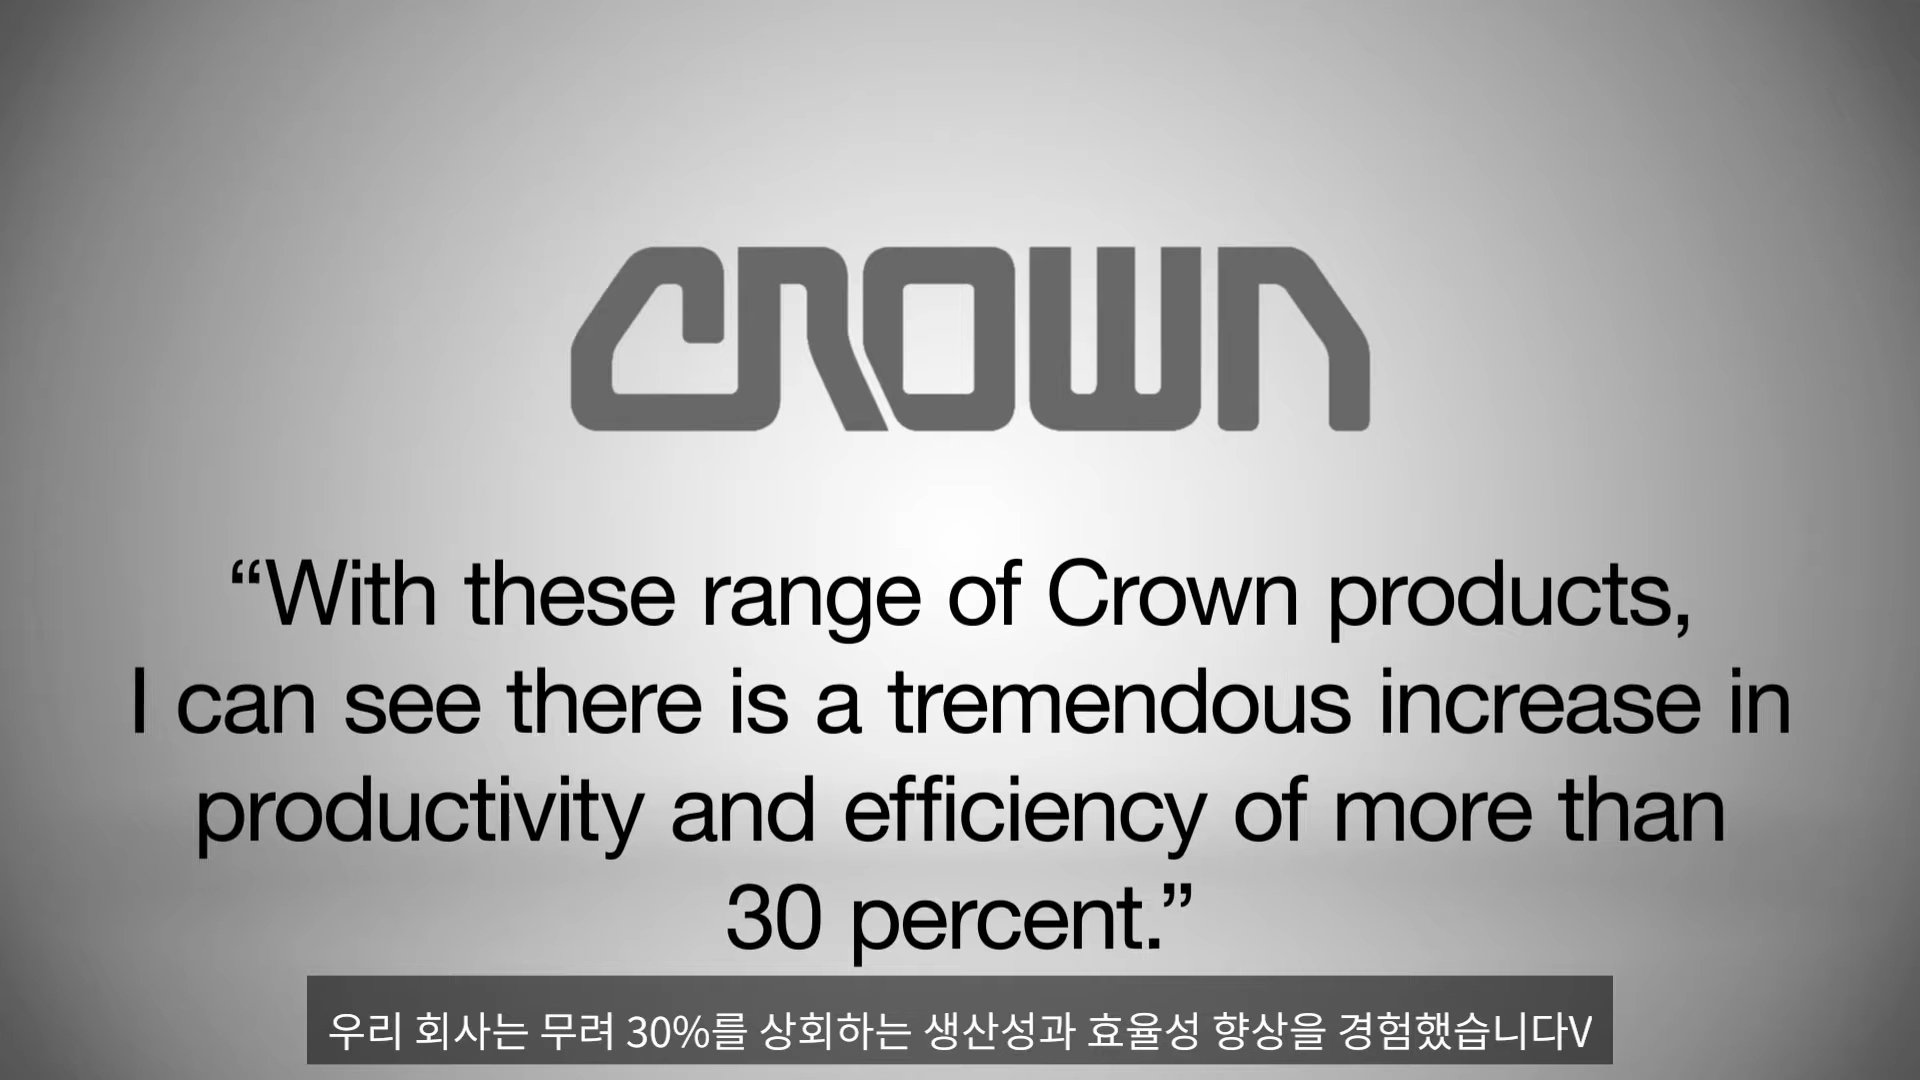 CROWN
“With these range of Crown products,
I can see there is a tremendous increase in
productivity and efficiency of more than
30 percent.”
우리 회사는 무려 30%를 상회하는 생산성과 효율성 향상을 경험했습니다V